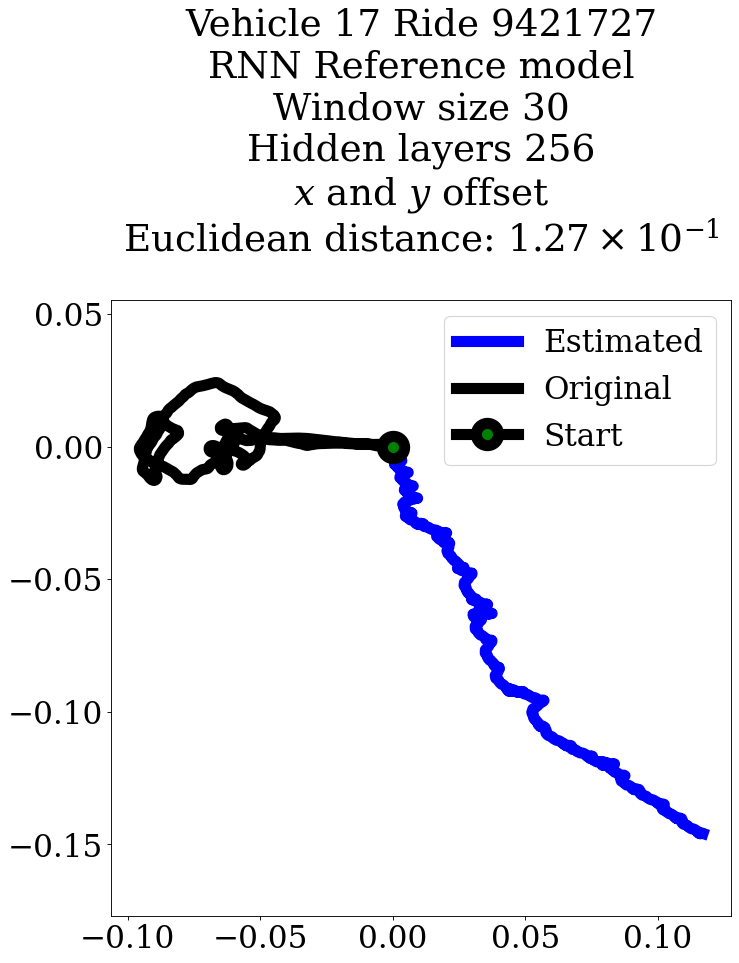 Vehicle 17 Ride 9421727
RNN Reference model
Window size 30
Hidden layers 256
x and y offset
Euclidean distance: 1.27 × 10⁻¹
Estimated
Original
Start
0.05
0.00
−0.05
−0.10
−0.15
−0.10 −0.05 0.00 0.05 0.10